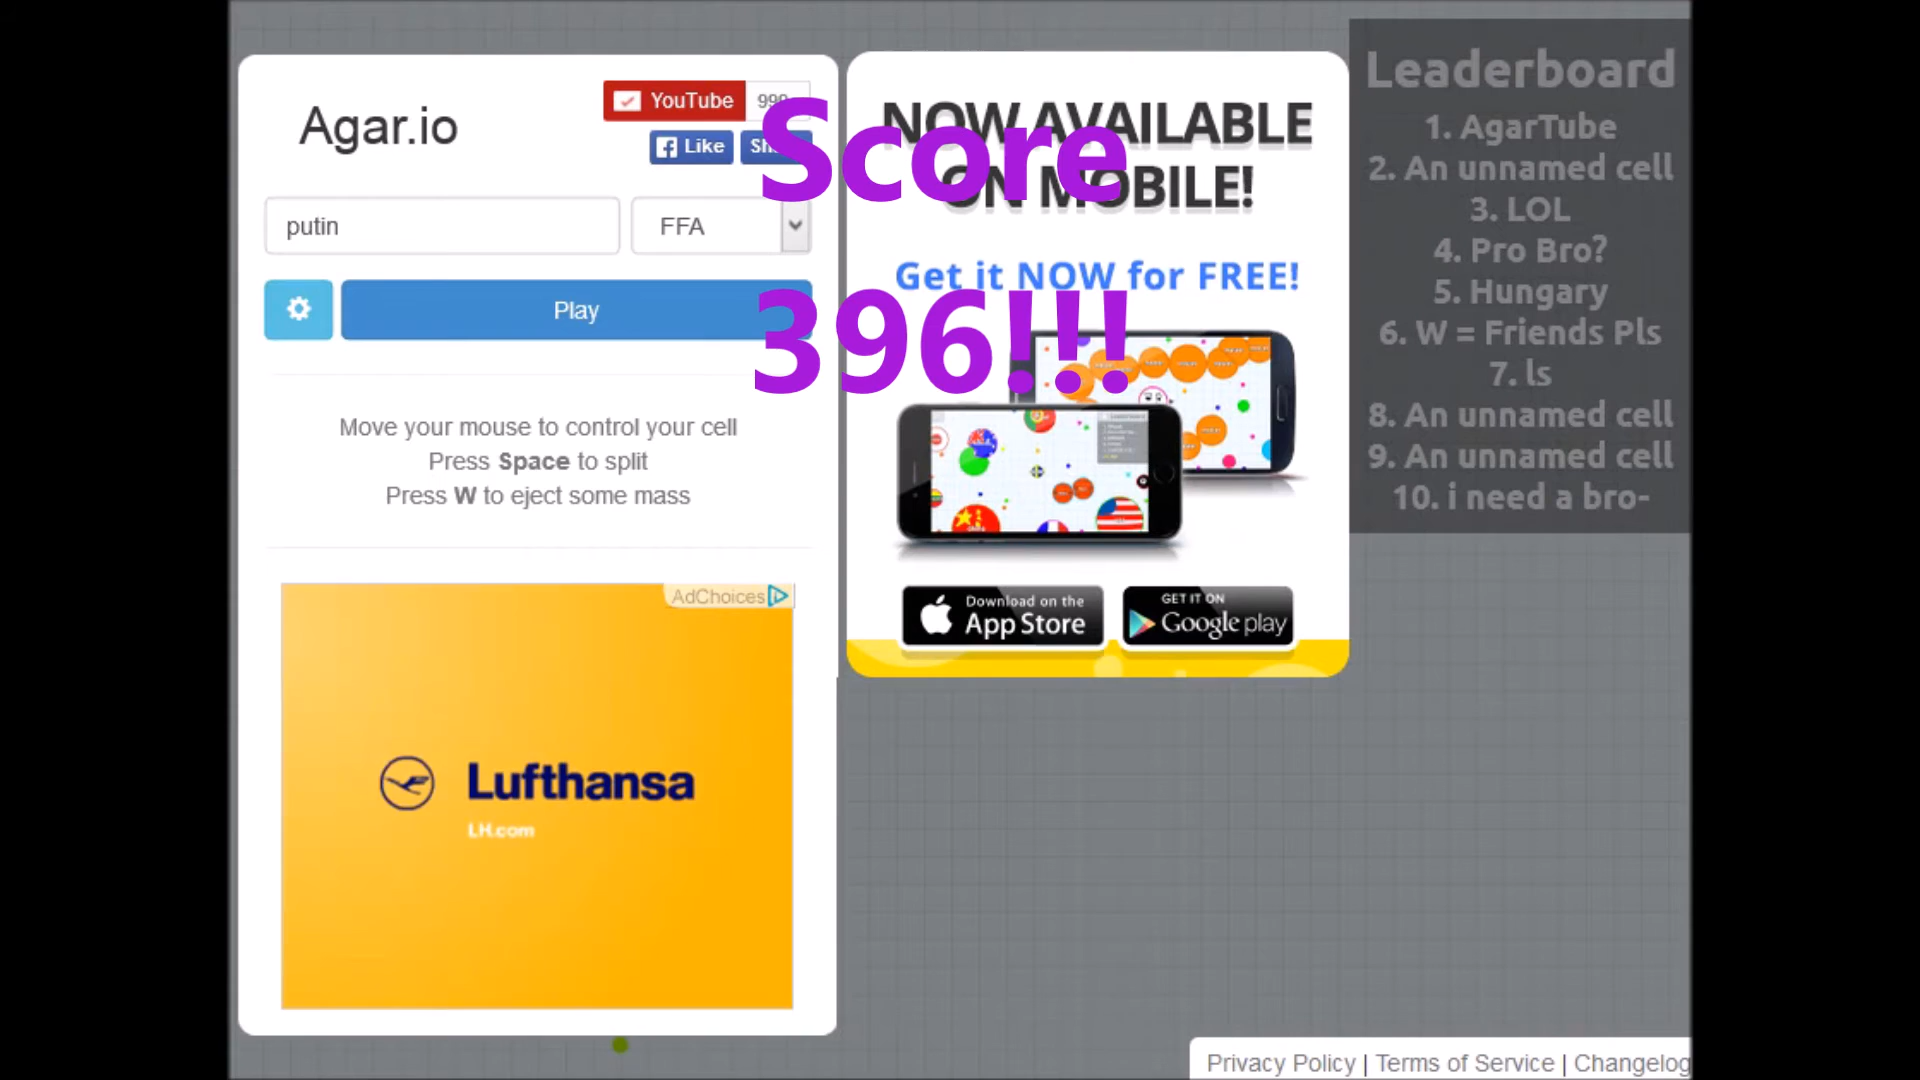 Agar.io
YouTube
Like
putin
FFA
Play
Move your mouse to control your cell
Press Space to split
Press W to eject some mass
AdChoices
Lufthansa
LH.com
Score
396!!!
NOW AVAILABLE
ON MOBILE!
Get it NOW for FREE!
Download on the
App Store
GET IT ON
Google play
Leaderboard
1. AgarTube
2. An unnamed cell
3. LOL
4. Pro Bro?
5. Hungary
6. W = Friends Pls
7. ls
8. An unnamed cell
9. An unnamed cell
10. i need a bro-
Privacy Policy | Terms of Service | Changelog